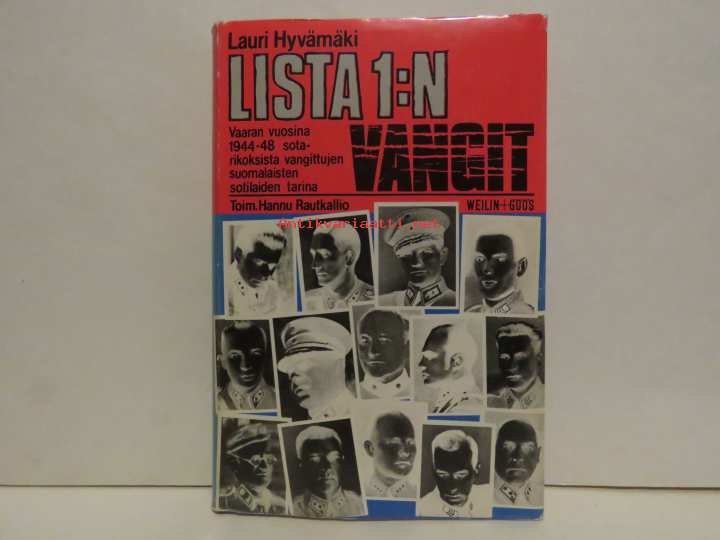 Lauri Hyvämäki
LISTA 1:N
VANGIT
Vaaran vuosina
1944-48 sota-
rikoksista vangittujen
suomalaisten
sotilaiden tarina
Toim. Hannu Rautkallio
WEILIN+GÖÖS
antikvariaatti.net